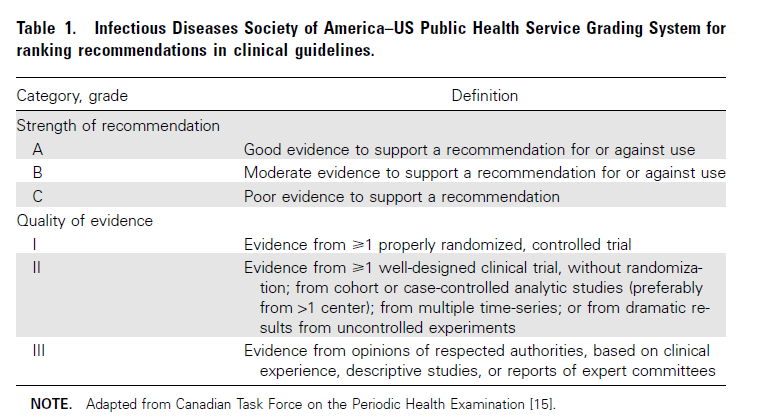 Table 1. Infectious Diseases Society of America–US Public Health Service Grading System for
ranking recommendations in clinical guidelines.
Category, grade Definition
Strength of recommendation
A Good evidence to support a recommendation for or against use
B Moderate evidence to support a recommendation for or against use
C Poor evidence to support a recommendation
Quality of evidence
I Evidence from ⩾1 properly randomized, controlled trial
II Evidence from ⩾1 well-designed clinical trial, without randomiza-
tion; from cohort or case-controlled analytic studies (preferably
from >1 center); from multiple time-series; or from dramatic re-
sults from uncontrolled experiments
III Evidence from opinions of respected authorities, based on clinical
experience, descriptive studies, or reports of expert committees
NOTE. Adapted from Canadian Task Force on the Periodic Health Examination [15].